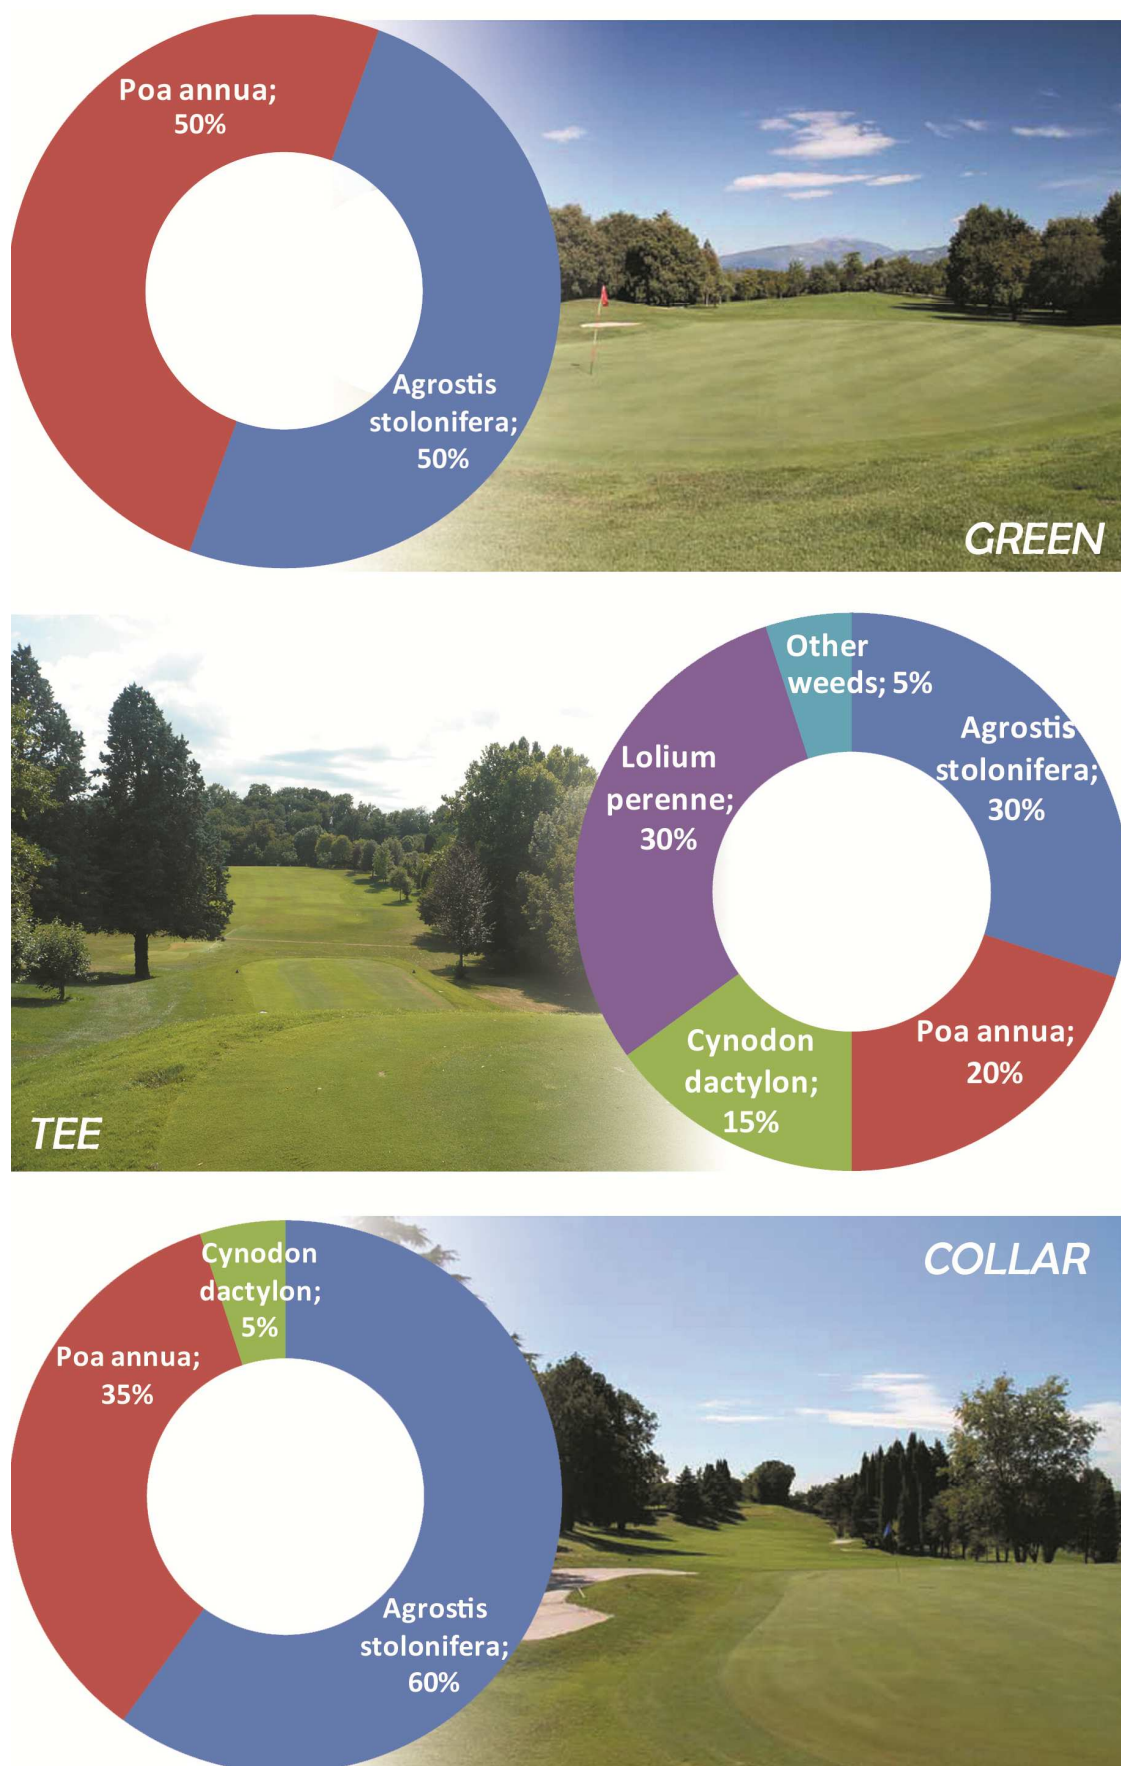 Poa annua;
50%
Agrostis
stolonifera;
50%
GREEN
Other
weeds; 5%
Agrostis
stolonifera;
30%
Lolium
perenne;
30%
Poa annua;
20%
Cynodon
dactylon;
15%
TEE
COLLAR
Cynodon
dactylon;
5%
Poa annua;
35%
Agrostis
stolonifera;
60%